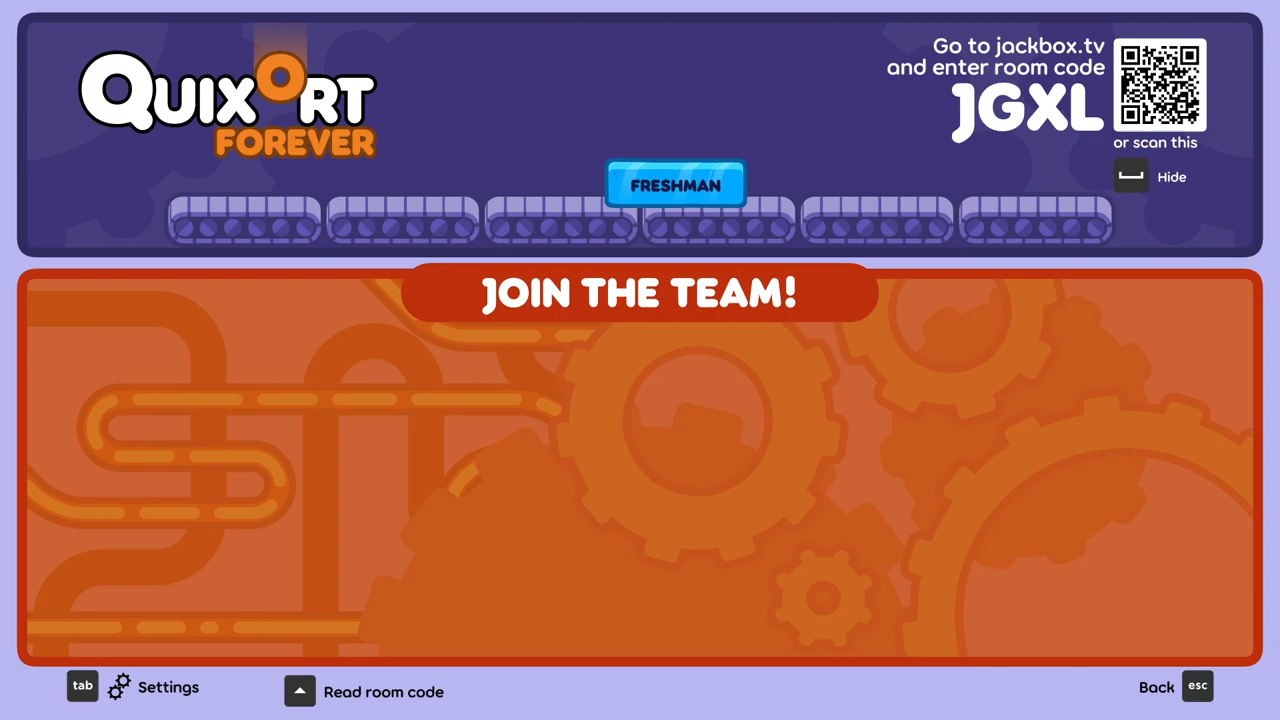 QUIXORT
FOREVER
Go to jackbox.tv
and enter room code
JGXL
or scan this
Hide
FRESHMAN
JOIN THE TEAM!
tab
Settings
Read room code
Back
esc